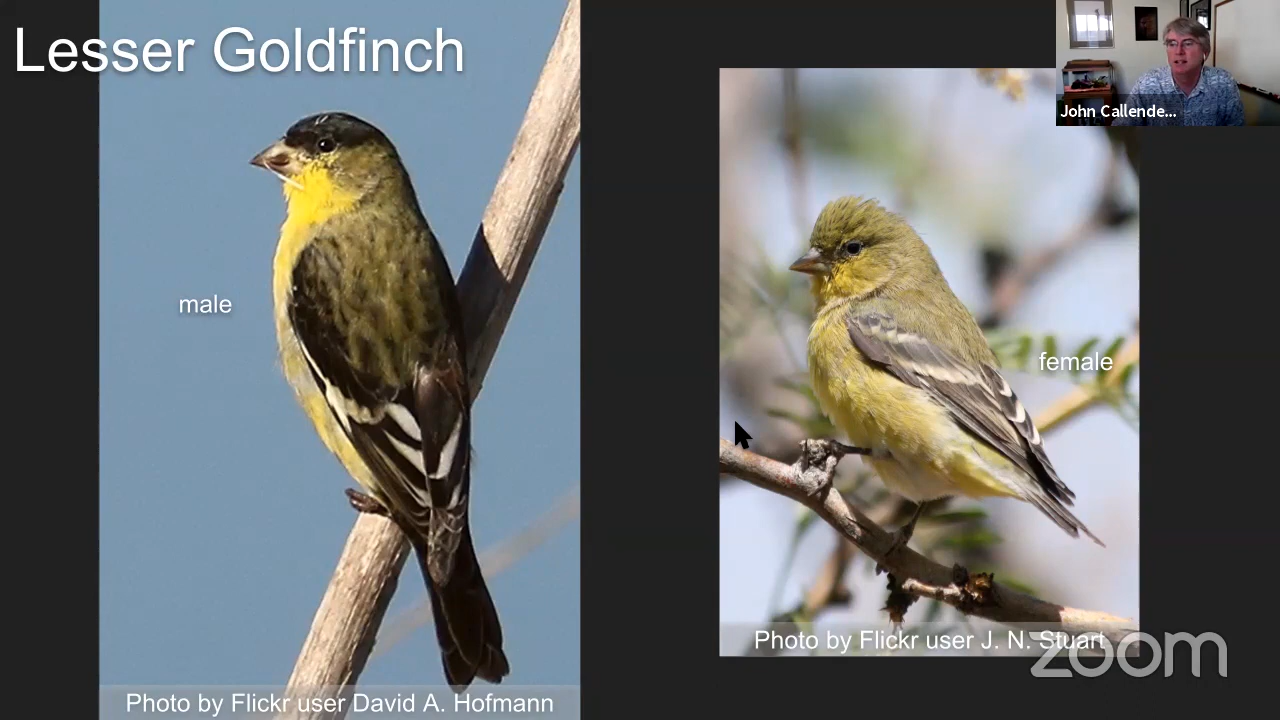 Lesser Goldfinch
John Callende...
male
female
Photo by Flickr user J. N. Stuart
zoom
Photo by Flickr user David A. Hofmann